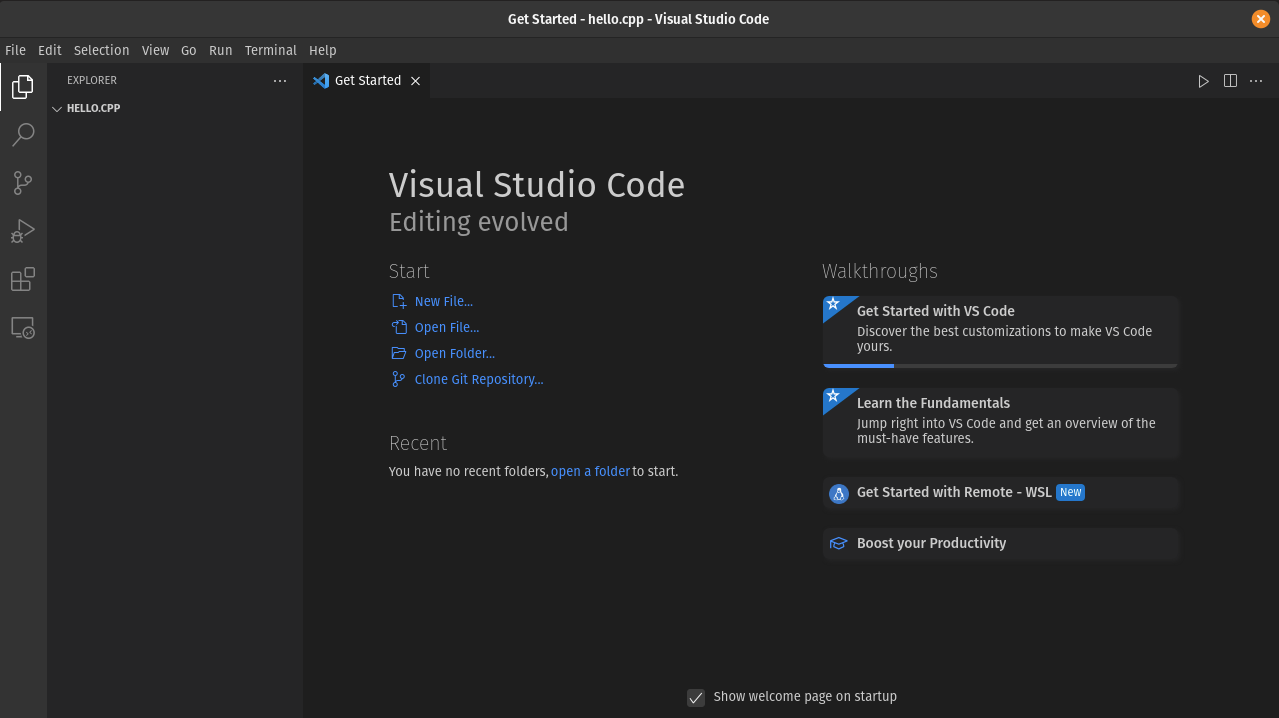 Get Started - hello.cpp - Visual Studio Code
File Edit Selection View Go Run Terminal Help
EXPLORER
Get Started
HELLO.CPP
Visual Studio Code
Editing evolved
Start
New File...
Open File...
Open Folder...
Clone Git Repository...
Recent
You have no recent folders, open a folder to start.
Walkthroughs
Get Started with VS Code
Discover the best customizations to make VS Code
yours.
Learn the Fundamentals
Jump right into VS Code and get an overview of the
must-have features.
Get Started with Remote - WSL New
Boost your Productivity
Show welcome page on startup